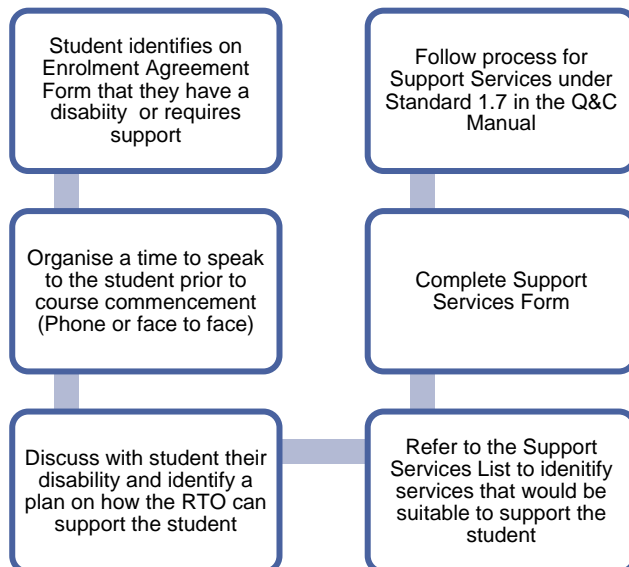 Student identifies on
Enrolment Agreement
Form that they have a
disabiity or requires
support
Organise a time to speak
to the student prior to
course commencement
(Phone or face to face)
Discuss with student their
disability and identify a
plan on how the RTO can
support the student
Refer to the Support
Services List to idenitify
services that would be
suitable to support the
student
Complete Support
Services Form
Follow process for
Support Services under
Standard 1.7 in the Q&C
Manual